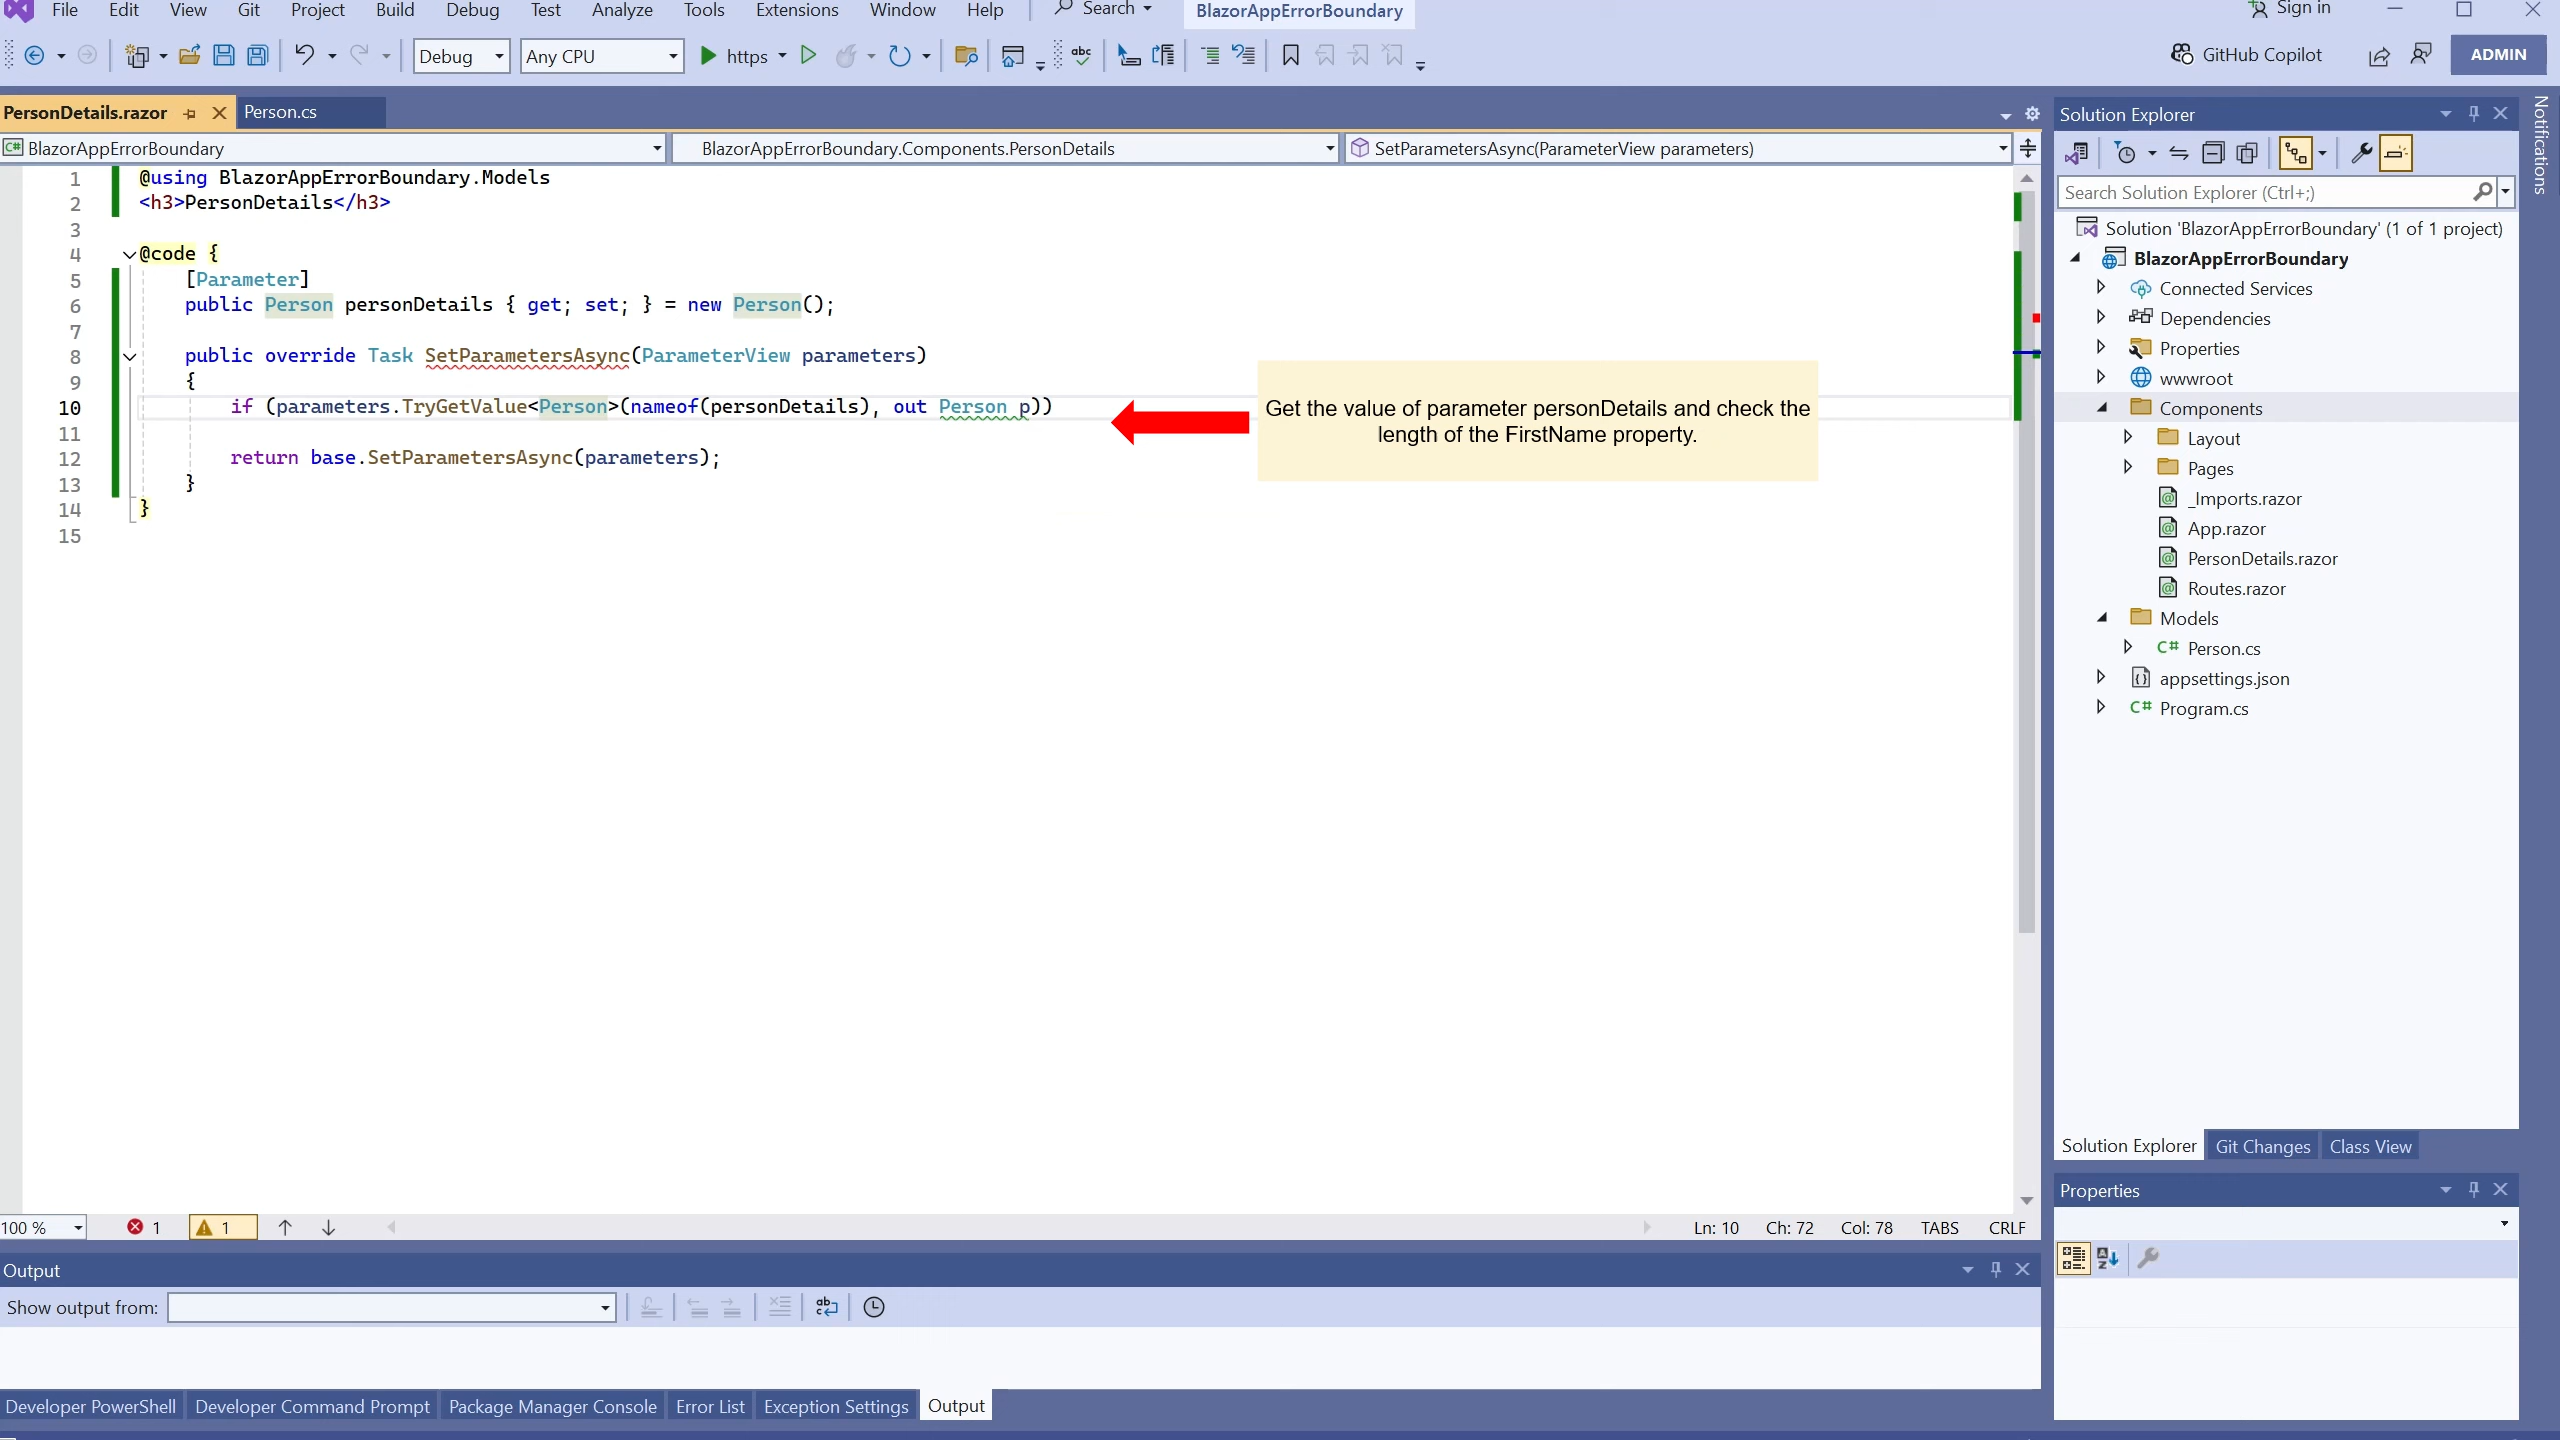 File Edit View Git Project Build Debug Test Analyze Tools Extensions Window Help Search BlazorAppErrorBoundary Sign in
Debug Any CPU https abc GitHub Copilot ADMIN
PersonDetails.razor Person.cs
BlazorAppErrorBoundary BlazorAppErrorBoundary.Components.PersonDetails SetParametersAsync(ParameterView parameters)
1 @using BlazorAppErrorBoundary.Models
2 <h3>PersonDetails</h3>
3
4 @code {
5 [Parameter]
6 public Person personDetails { get; set; } = new Person();
7
8 public override Task SetParametersAsync(ParameterView parameters)
9 {
10 if (parameters.TryGetValue<Person>(nameof(personDetails), out Person p))
11
12 return base.SetParametersAsync(parameters);
13 }
14 }
15
Get the value of parameter personDetails and check the
length of the FirstName property.
100 % 1 1 Ln: 10 Ch: 72 Col: 78 TABS CRLF
Output
Show output from:
Developer PowerShell Developer Command Prompt Package Manager Console Error List Exception Settings Output
Solution Explorer
Search Solution Explorer (Ctrl+;)
Solution 'BlazorAppErrorBoundary' (1 of 1 project)
BlazorAppErrorBoundary
Connected Services
Dependencies
Properties
wwwroot
Components
Layout
Pages
_Imports.razor
App.razor
PersonDetails.razor
Routes.razor
Models
C# Person.cs
appsettings.json
C# Program.cs
Solution Explorer Git Changes Class View
Properties
Notifications